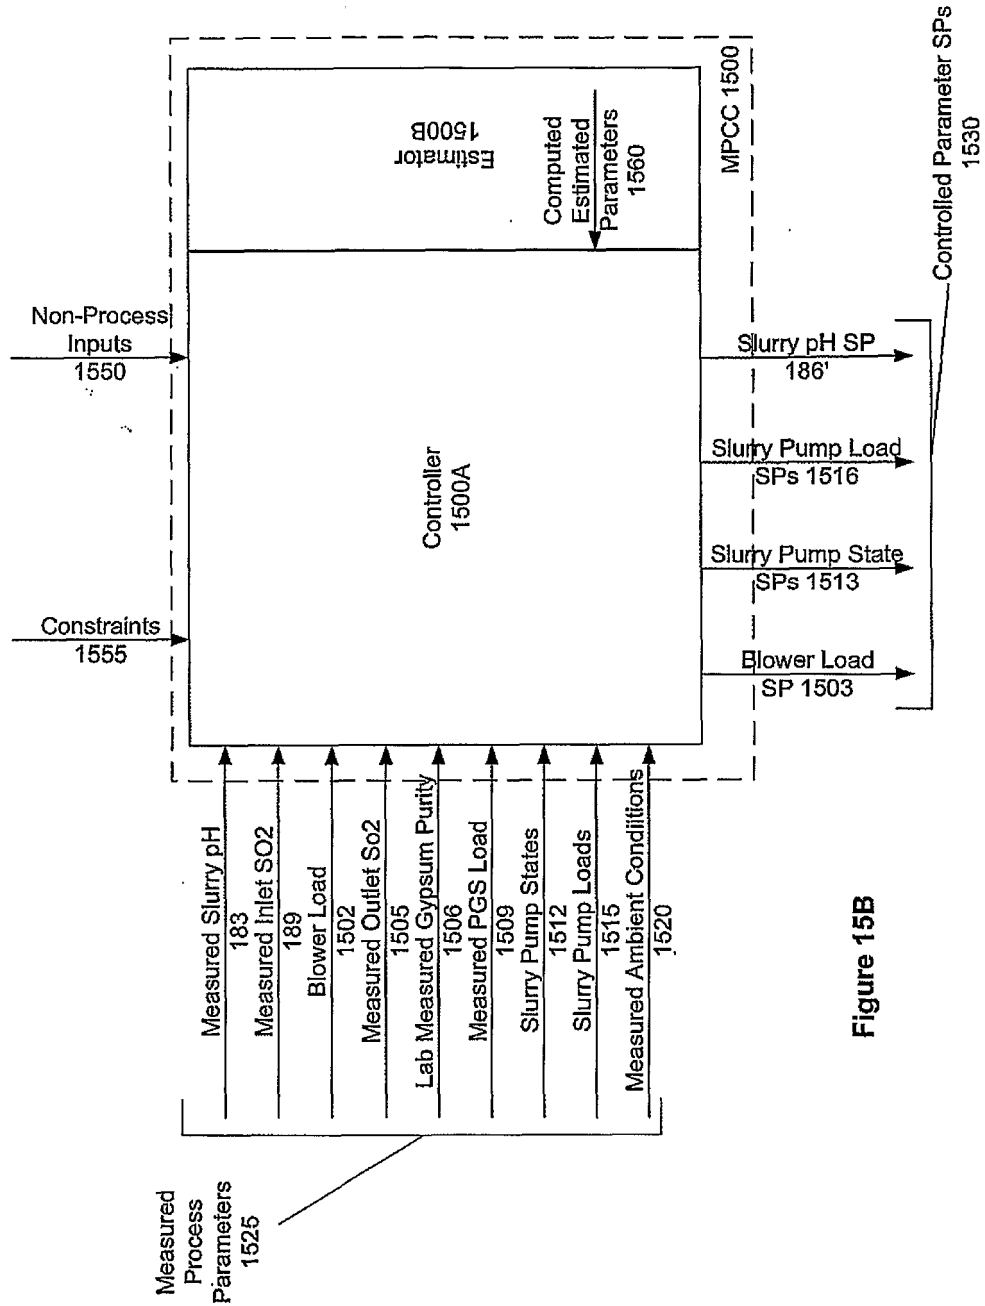 Non-Process
Inputs
1550
Constraints
1555
Estimator
1500B
Computed
Estimated
Parameters
1560
MPCC 1500
Controller
1500A
Slurry pH SP
186'
Slurry Pump Load
SPs 1516
Slurry Pump State
SPs 1513
Blower Load
SP 1503
Controlled Parameter SPs
1530
Measured Slurry pH
183
Measured Inlet SO2
189
Blower Load
1502
Measured Outlet So2
1505
Lab Measured Gypsum Purity
1506
Measured PGS Load
1509
Slurry Pump States
1512
Slurry Pump Loads
1515
Measured Ambient Condiitions
1520
Measured
Process
Parameters
1525
Figure 15B